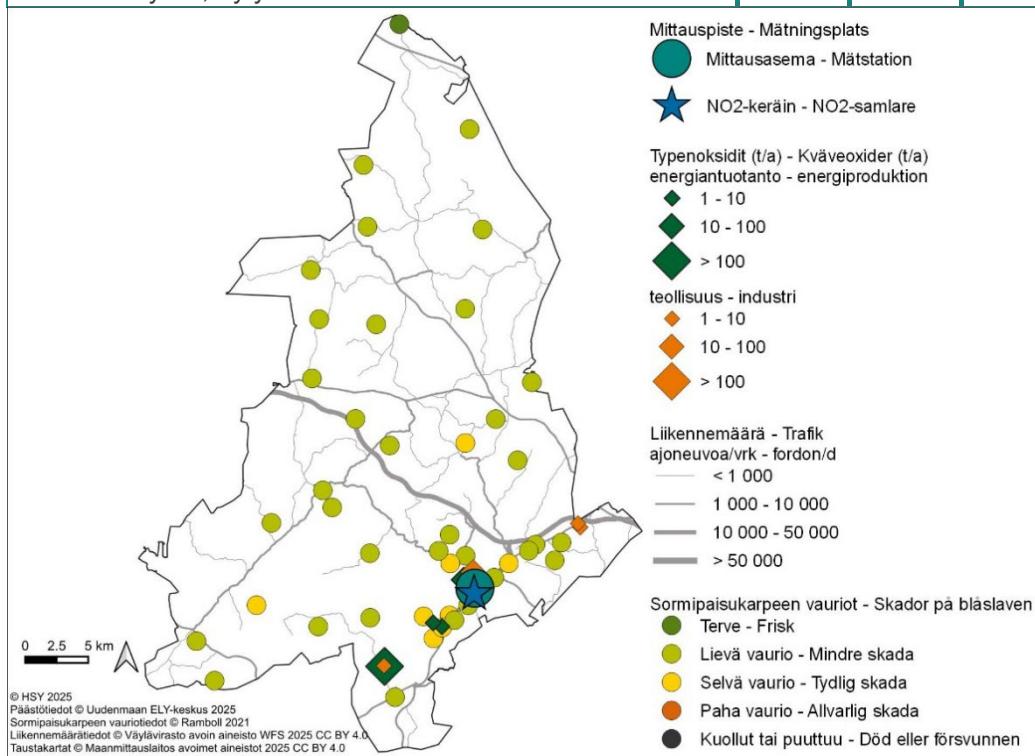 Mittauspiste - Mätningsplats
Mittausasema - Mätstation
NO2-keräin - NO2-samlare
Typenoksidit (t/a) - Kväveoxider (t/a)
energiantuotanto - energiproduktion
1 - 10
10 - 100
> 100
teollisuus - industri
1 - 10
10 - 100
> 100
Liikennemäärä - Trafik
ajoneuvoa/vrk - fordon/d
< 1 000
1 000 - 10 000
10 000 - 50 000
> 50 000
Sormipaisukarpeen vauriot - Skador på blåslaven
Terve - Frisk
Lievä vaurio - Mindre skada
Selvä vaurio - Tydlig skada
Paha vaurio - Allvarlig skada
Kuollut tai puuttuu - Död eller försvunnen
0 2.5 5 km
© HSY 2025
Päästötiedot © Uudenmaan ELY-keskus 2025
Sormipaisukarpeen vauriotiedot © Ramboll 2021
Liikennemäärätiedot © Väylävirasto avoin aineisto WFS 2025 CC BY 4.0
Taustakartat © Maanmittauslaitos avoimet aineistot 2025 CC BY 4.0